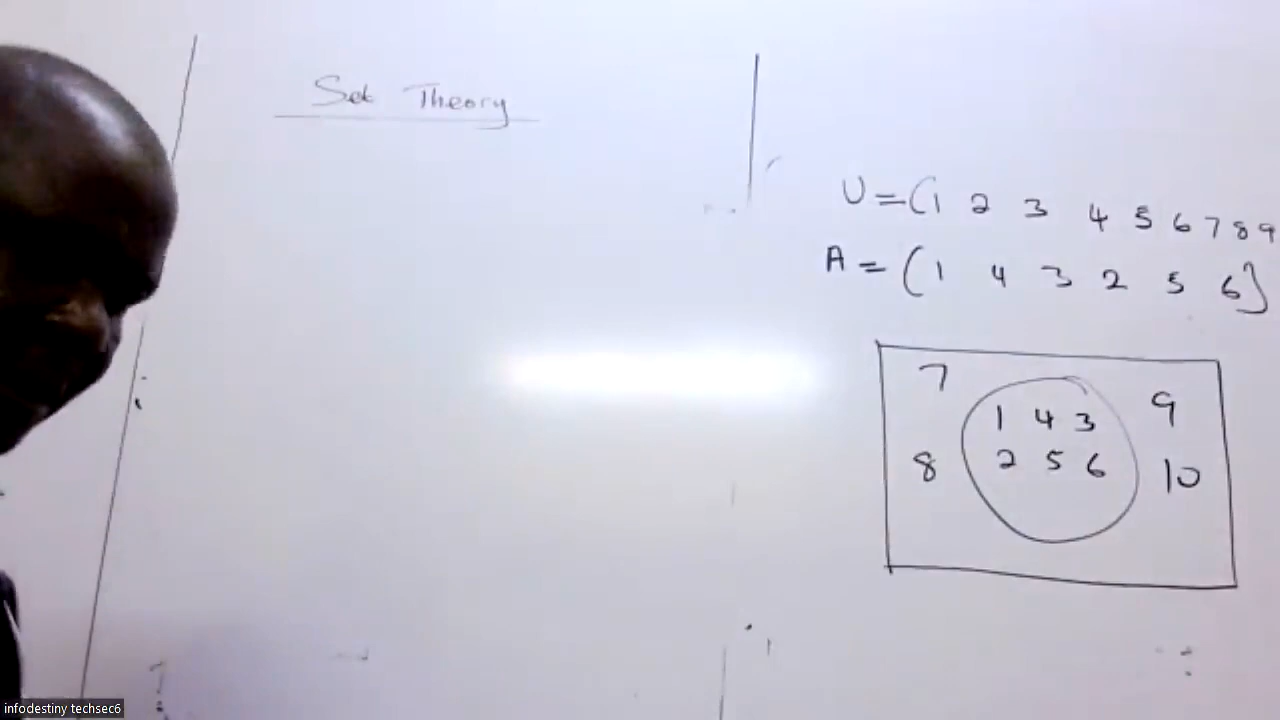 Set Theory
U = (1 2 3 4 5 6 7 8 9
A = (1 4 3 2 5 6)
7 1 4 3 9
8 2 5 6 10
infodestiny techsec6